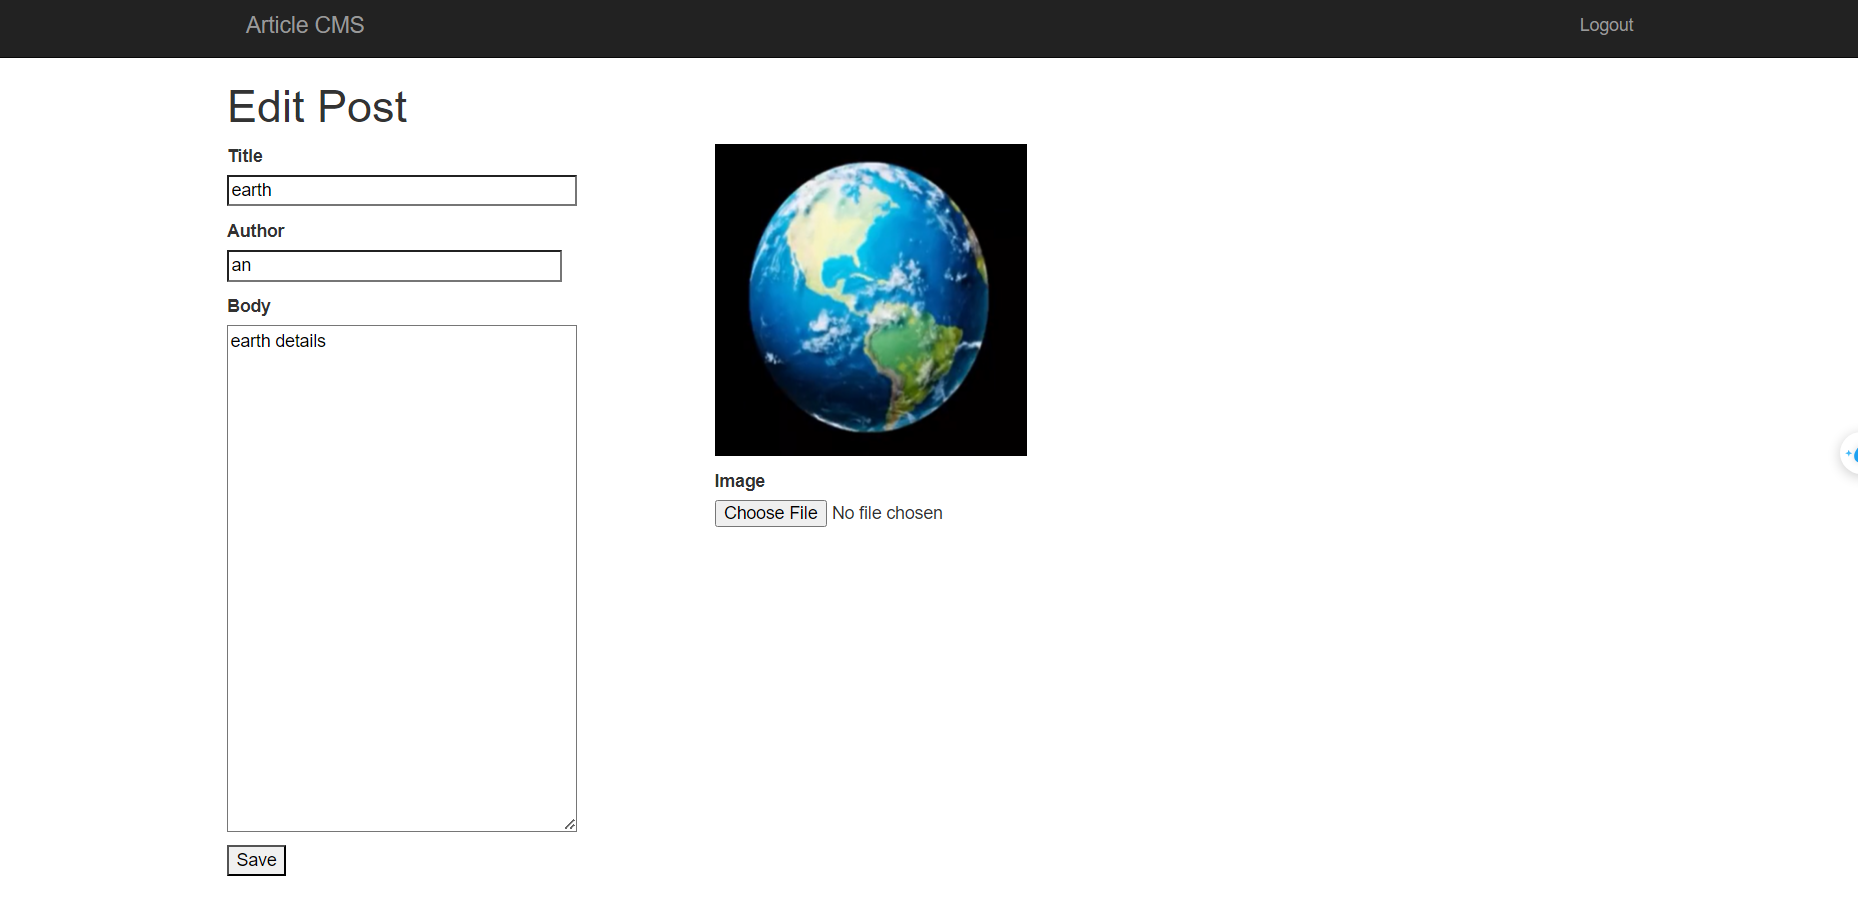 Article CMS
Logout
Edit Post
Title
earth
Author
an
Body
earth details
Save
Image
Choose File No file chosen